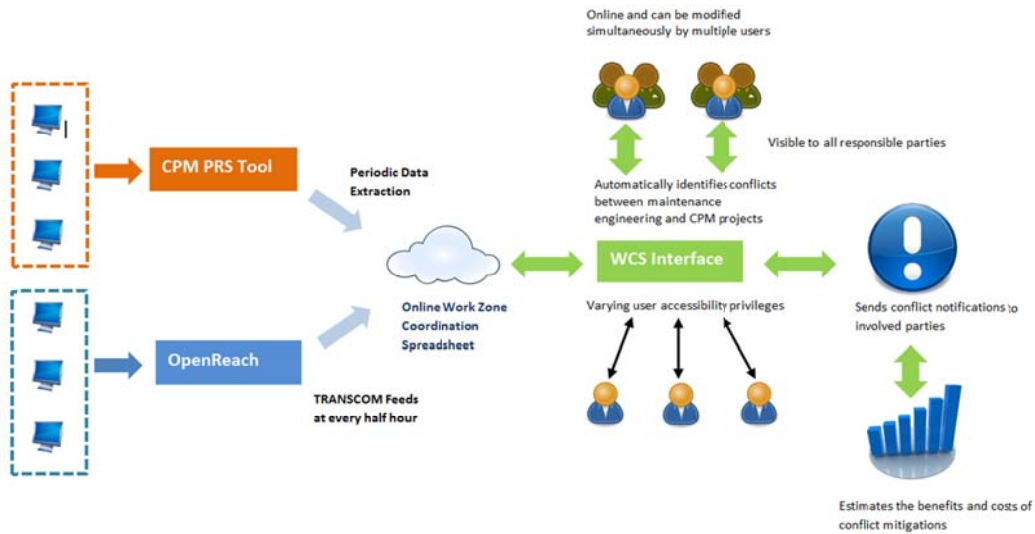 Online and can be modified
simultaneously by multiple users
Visible to all responsible parties
CPM PRS Tool
Periodic Data
Extraction
Automatically identifies conflicts
between maintenance
engineering and CPM projects
WCS Interface
Online Work Zone
Coordination
Spreadsheet
Varying user accessibility privileges
Sends conflict notifications to
involved parties
OpenReach
TRANSCOM Feeds
at every half hour
Estimates the benefits and costs of
conflict mitigations